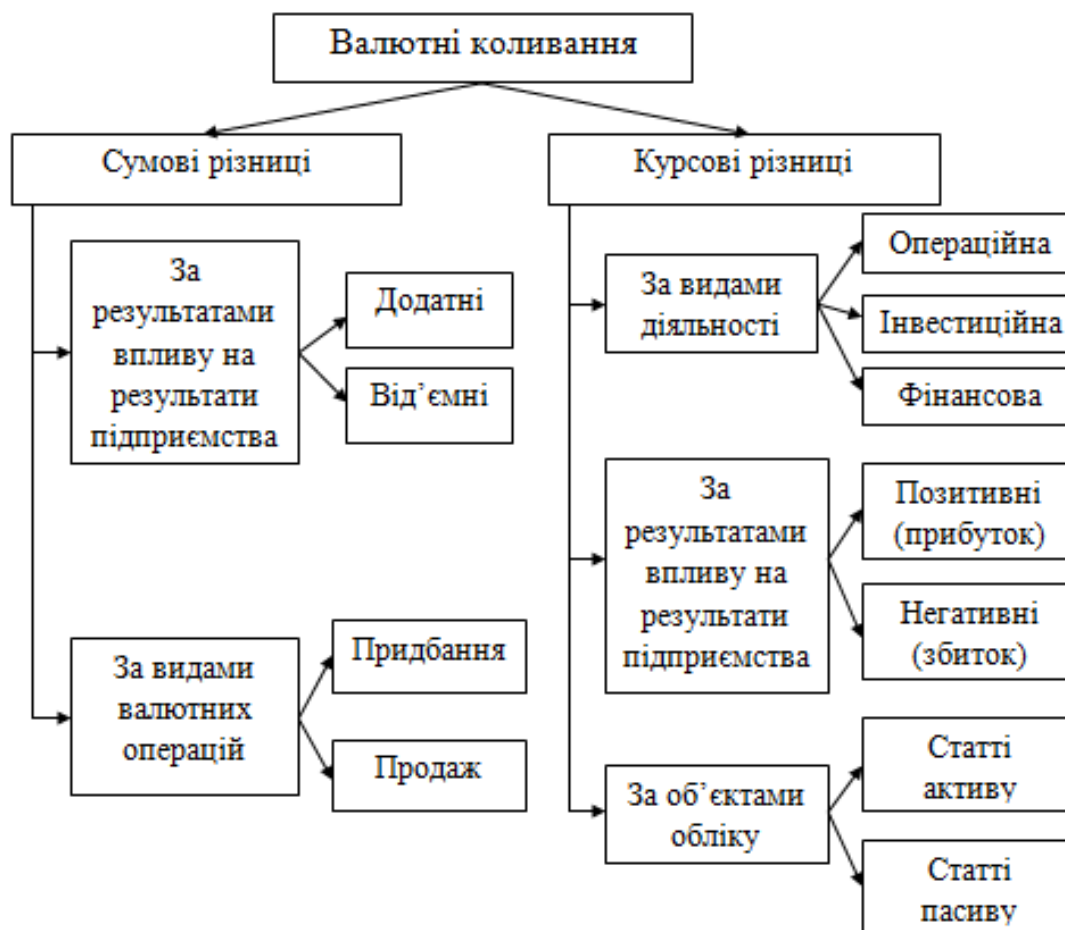 Валютні коливання
Сумові різниці
Курсові різниці
За
результатами
впливу на
результати
підприємства
Додатні
Від’ємні
За видами
валютних
операцій
Придбання
Продаж
За видами
діяльності
Операційна
Інвестиційна
Фінансова
За
результатами
впливу на
результати
підприємства
Позитивні
(прибуток)
Негативні
(збиток)
За об’єктами
обліку
Статті
активу
Статті
пасиву